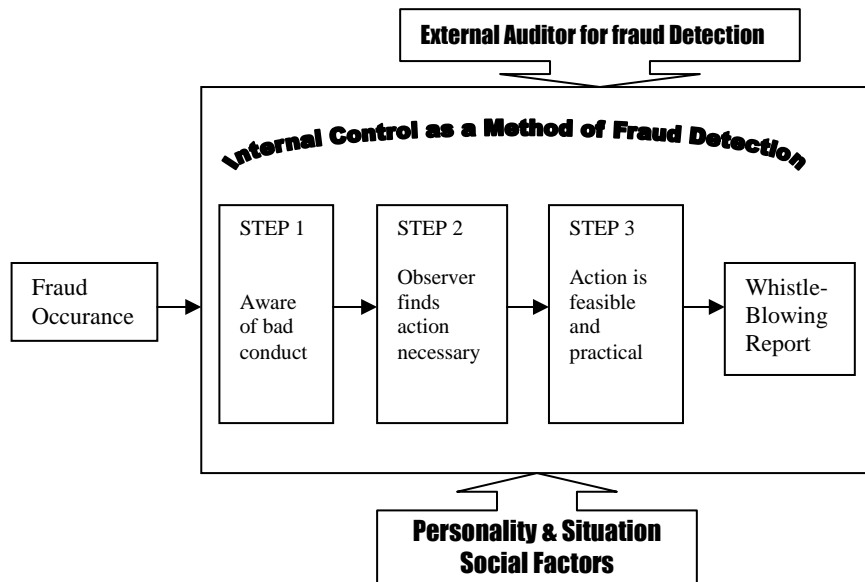 External Auditor for fraud Detection
Internal Control as a Method of Fraud Detection
STEP 1
Aware
of bad
conduct
STEP 2
Observer
finds
action
necessary
STEP 3
Action is
feasible
and
practical
Fraud
Occurance
Whistle-
Blowing
Report
Personality & Situation
Social Factors